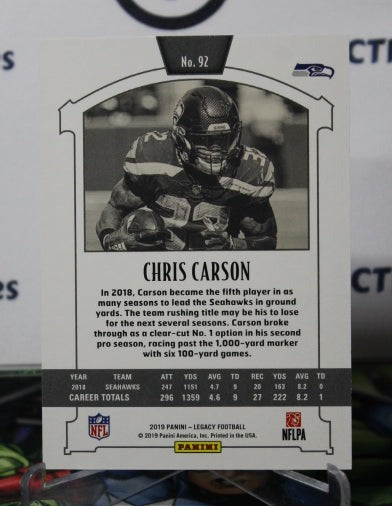 No. 92
CHRIS CARSON
In 2018, Carson became the fifth player in as
many seasons to lead the Seahawks in ground
yards. The team rushing title may be his to lose
for the next several seasons. Carson broke
through as a clear-cut No. 1 option in his second
pro season, racing past the 1,000-yard marker
with six 100-yard games.
YEAR TEAM ATT YDS AVG TD REC YDS AVG TD
2018 SEAHAWKS 247 1151 4.7 9 20 163 8.2 0
CAREER TOTALS 296 1359 4.6 9 27 222 8.2 1
2019 PANINI – LEGACY FOOTBALL
© 2019 Panini America, Inc. Printed in the USA.
NFL
PANINI
NFLPA